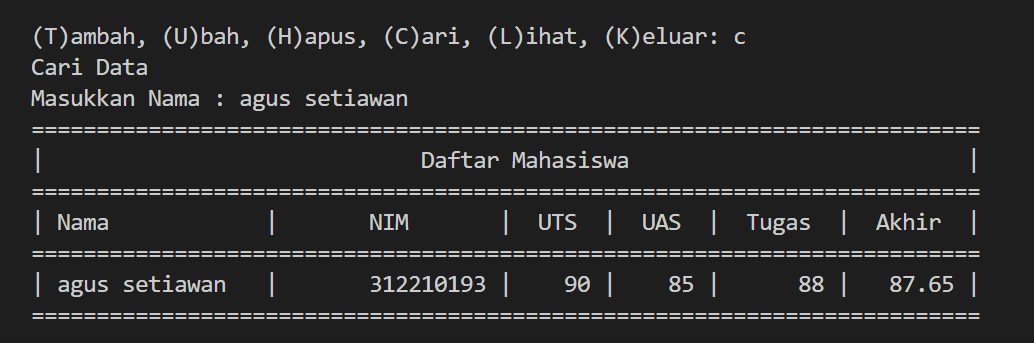 (T)ambah, (U)bah, (H)apus, (C)ari, (L)ihat, (K)eluar: c
Cari Data
Masukkan Nama : agus setiawan
=========================================================================
|                             Daftar Mahasiswa                          |
=========================================================================
| Nama            |       NIM       |  UTS  |  UAS  |  Tugas  |  Akhir  |
=========================================================================
| agus setiawan   |       312210193 |    90 |    85 |      88 |   87.65 |
=========================================================================